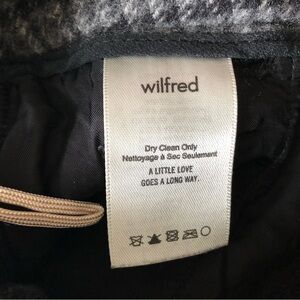 wilfred
Dry Clean Only
Nettoyage à Sec Seulement
A LITTLE LOVE
GOES A LONG WAY.